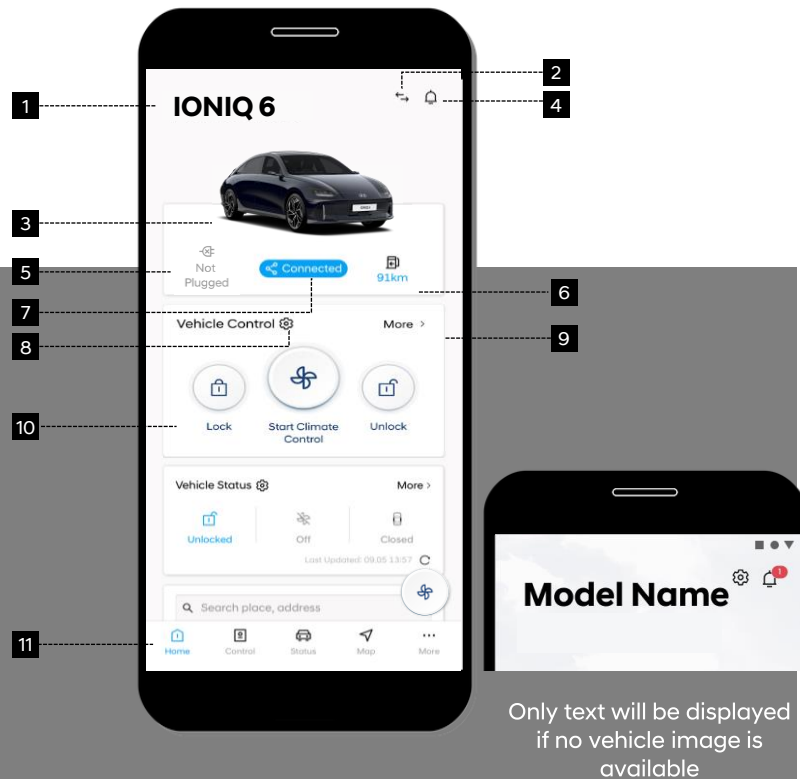 1
2
IONIQ 6
4
3
5
Not
Plugged
Connected
91km
6
7
Vehicle Control
More >
8
9
10
Lock
Start Climate
Control
Unlock
Vehicle Status
More >
Unlocked
Off
Closed
Last Updated: 09.05 13:57
Search place, address
11
Home
Control
Status
Map
More
1
Model Name
Only text will be displayed
if no vehicle image is
available